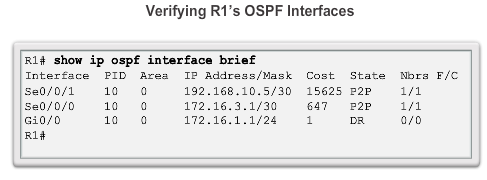 Verifying R1's OSPF Interfaces
R1# show ip ospf interface brief
Interface PID Area IP Address/Mask Cost State Nbrs F/C
Se0/0/1 10 0 192.168.10.5/30 15625 P2P 1/1
Se0/0/0 10 0 172.16.3.1/30 647 P2P 1/1
Gi0/0 10 0 172.16.1.1/24 1 DR 0/0
R1#